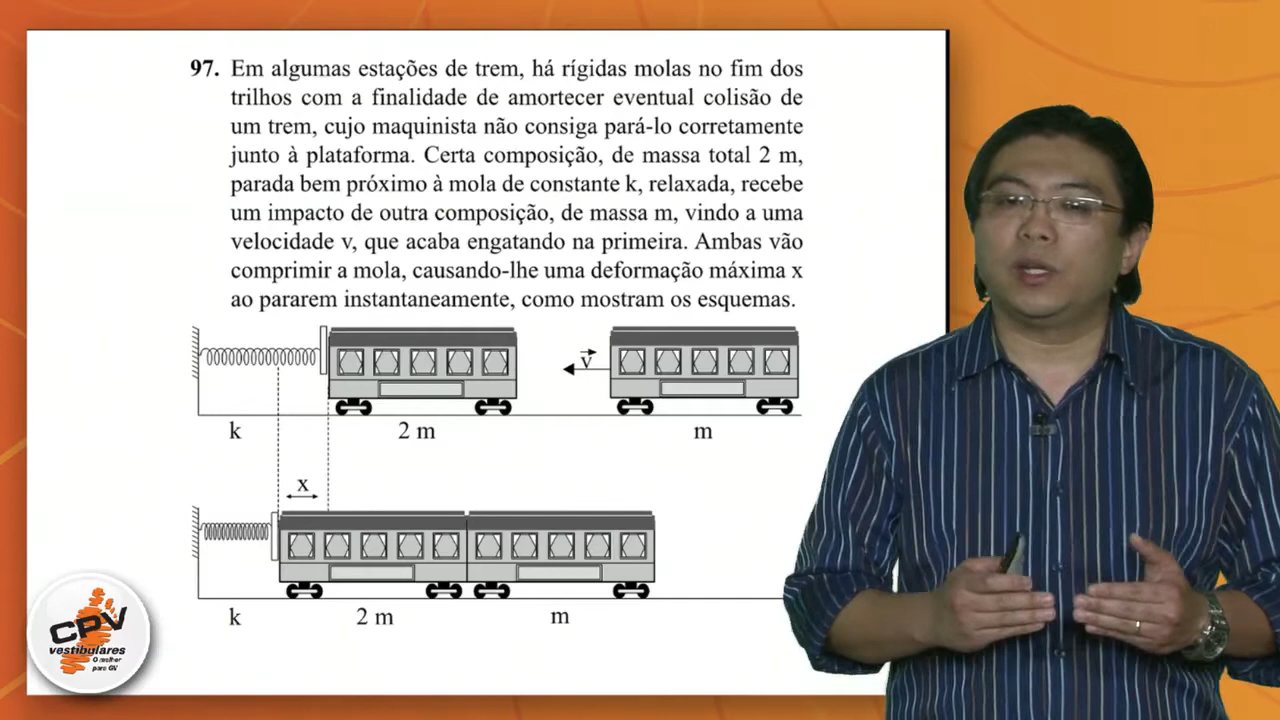 97. Em algumas estações de trem, há rígidas molas no fim dos
trilhos com a finalidade de amortecer eventual colisão de
um trem, cujo maquinista não consiga pará-lo corretamente
junto à plataforma. Certa composição, de massa total 2 m,
parada bem próximo à mola de constante k, relaxada, recebe
um impacto de outra composição, de massa m, vindo a uma
velocidade v, que acaba engatando na primeira. Ambas vão
comprimir a mola, causando-lhe uma deformação máxima x
ao pararem instantaneamente, como mostram os esquemas.
v
k 2 m m
x
k 2 m m
CPV
vestibulares
O melhor
para GV